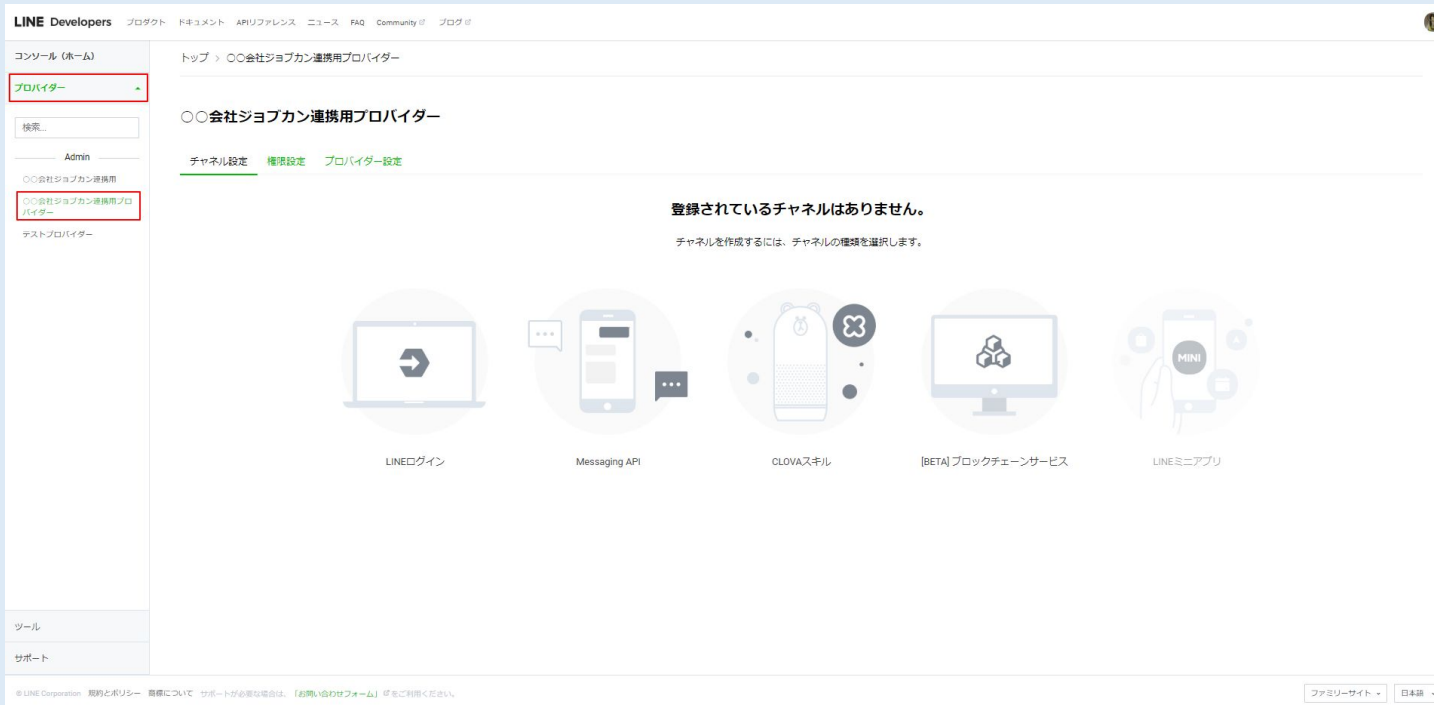 LINE Developers プロダクト ドキュメント APIリファレンス ニュース FAQ Community ブログ
コンソール（ホーム）
トップ > ○○会社ジョブカン連携用プロバイダー
プロバイダー
○○会社ジョブカン連携用プロバイダー
検索...
Admin
チャネル設定 権限設定 プロバイダー設定
○○会社ジョブカン連携用
○○会社ジョブカン連携用プロ
バイダー
テストプロバイダー
登録されているチャネルはありません。
チャネルを作成するには、チャネルの種類を選択します。
MINI
LINEログイン Messaging API CLOVAスキル [BETA] ブロックチェーンサービス LINEミニアプリ
ツール
サポート
© LINE Corporation 規約とポリシー 商標について サポートが必要な場合は、「お問い合わせフォーム」をご利用ください。
ファミリーサイト 日本語